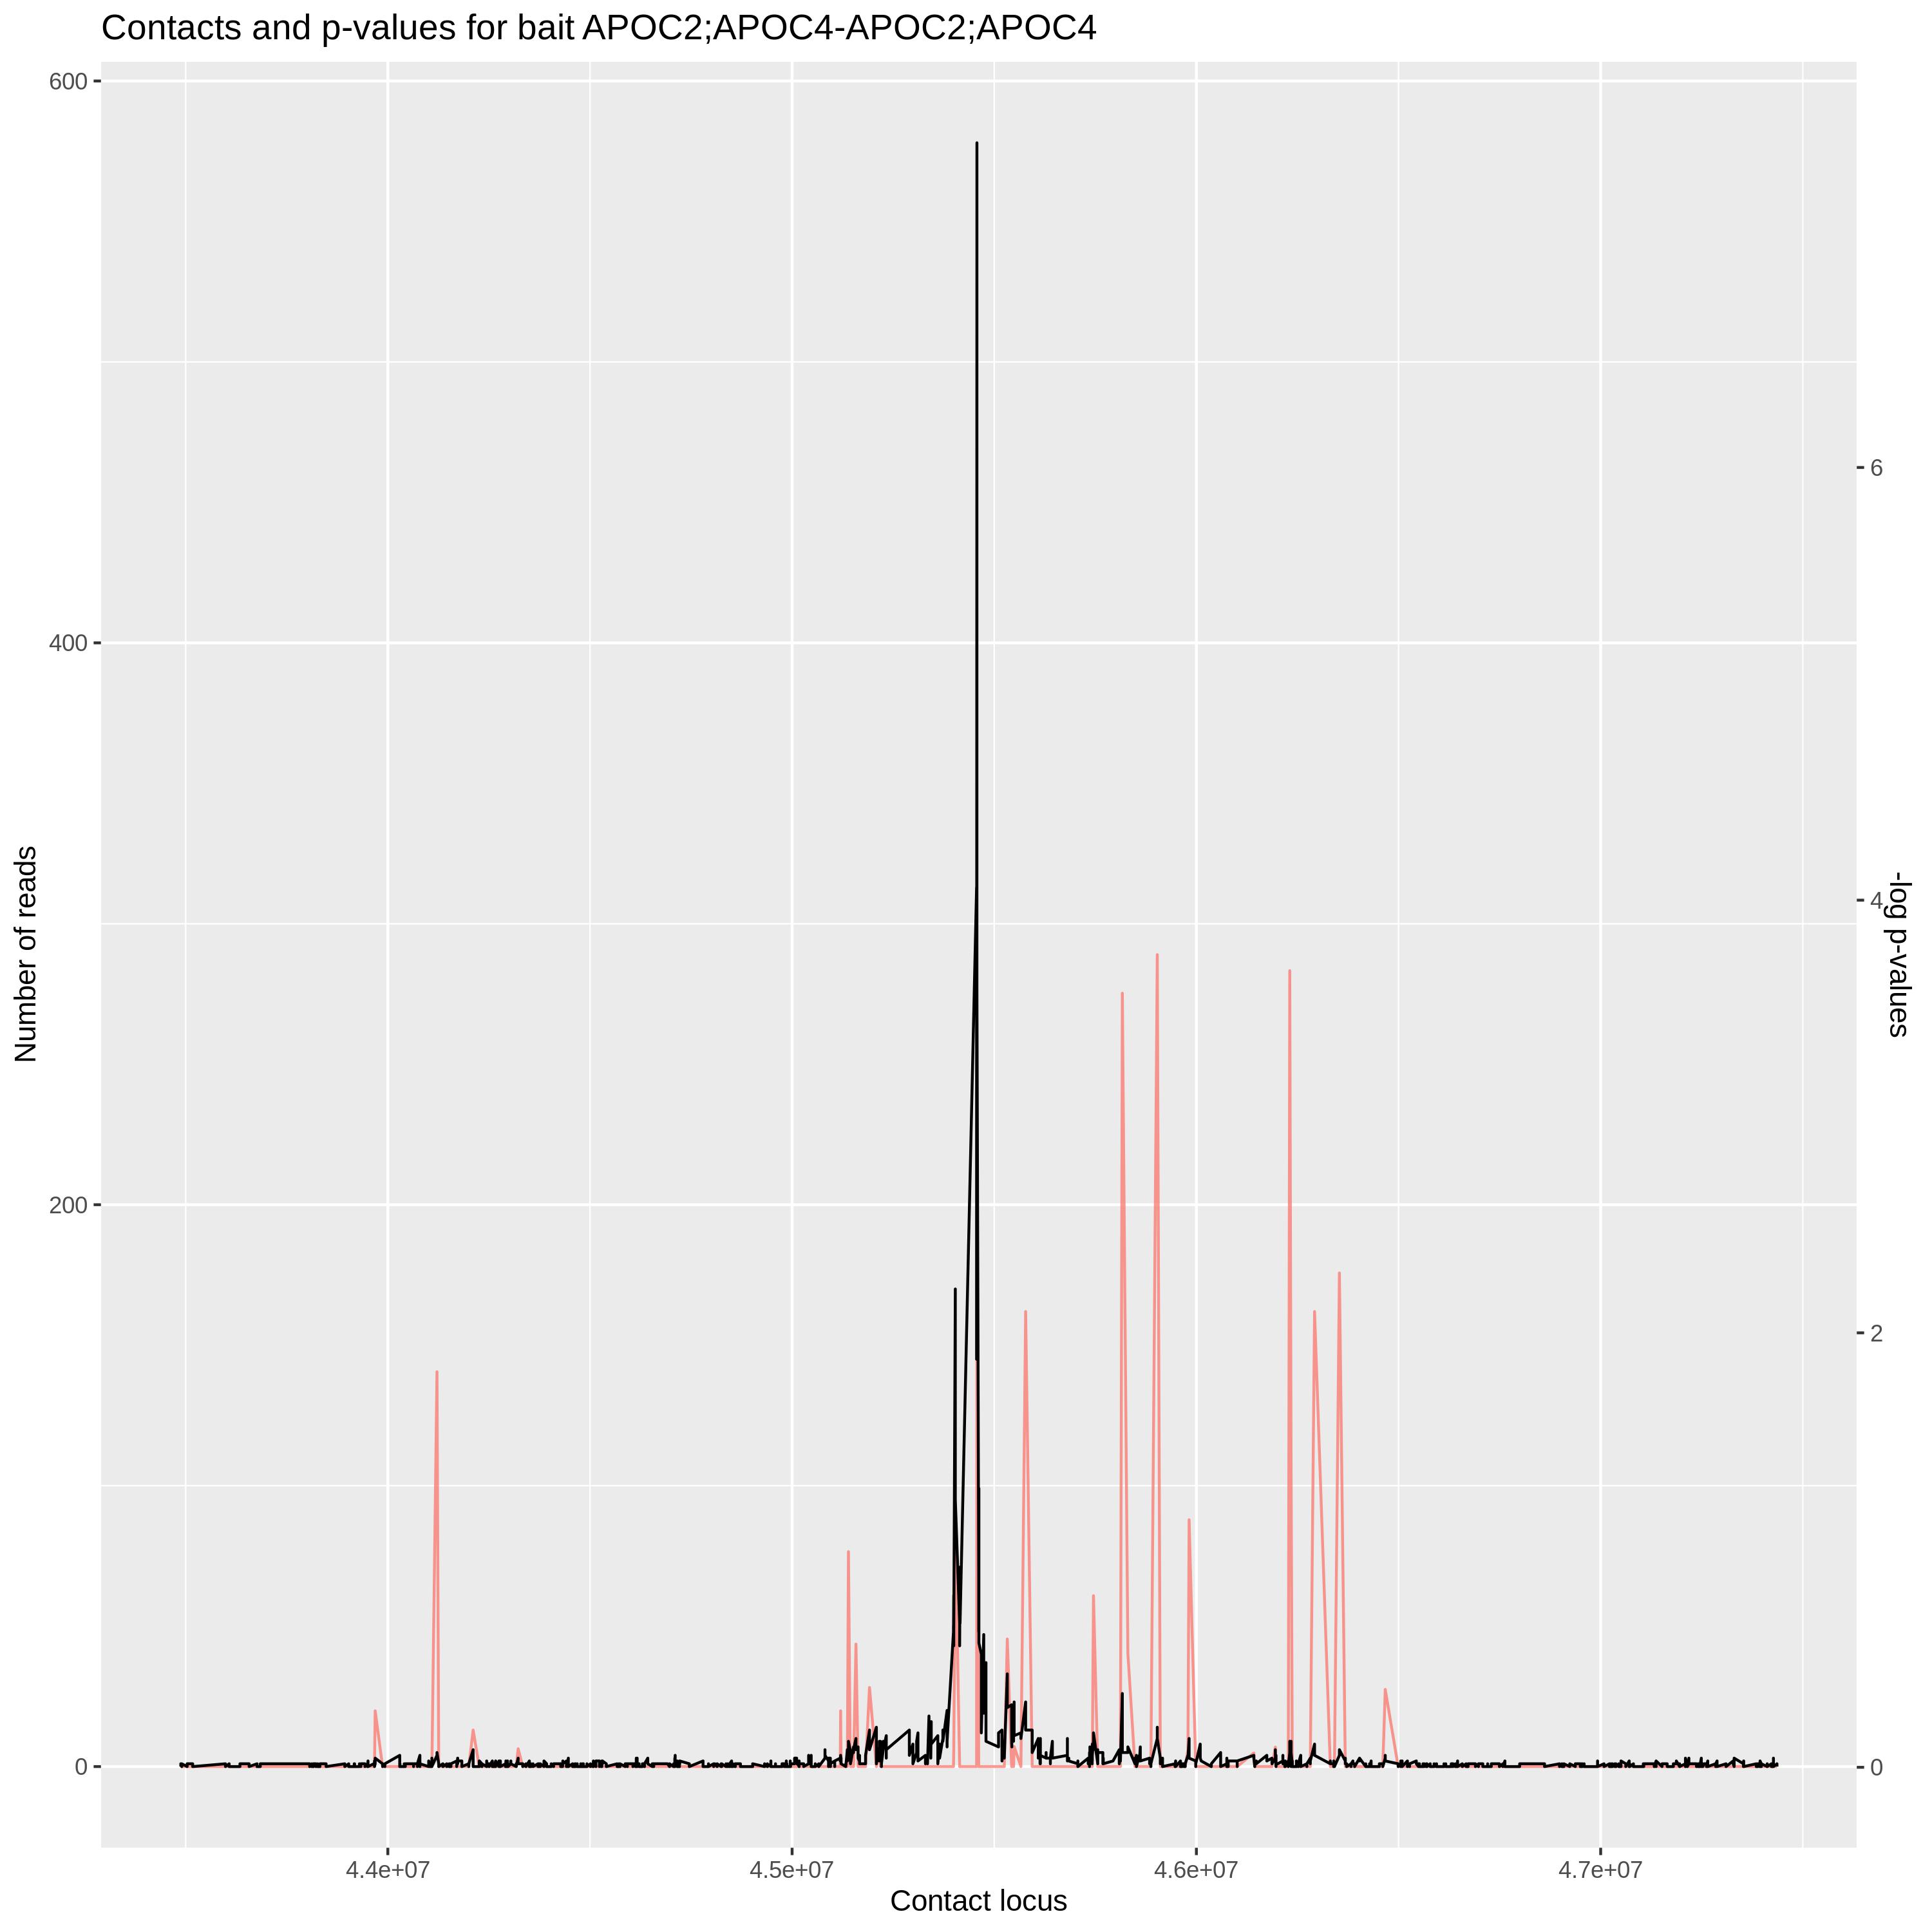 Contacts and p-values for bait APOC2;APOC4-APOC2;APOC4
600
400
200
0
Number of reads
6
4
2
0
-log p-values
4.4e+07 4.5e+07 4.6e+07 4.7e+07
Contact locus